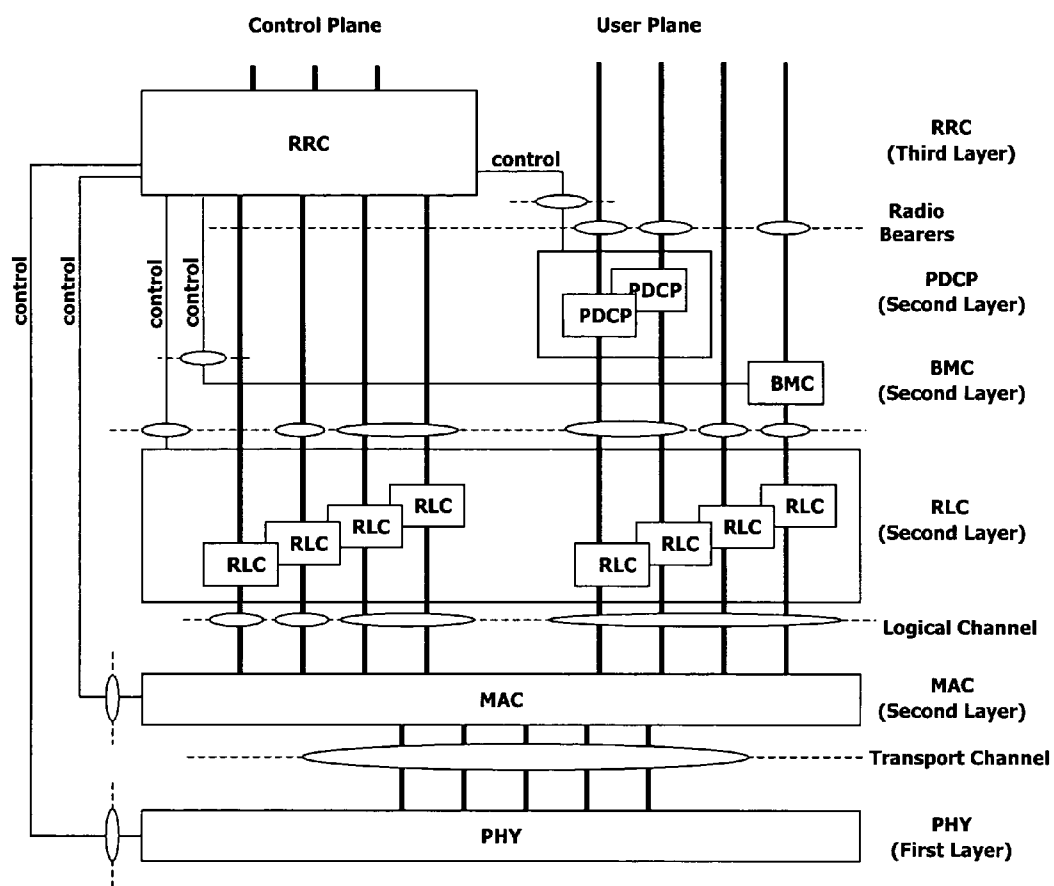 Control Plane
User Plane
RRC
RRC
(Third Layer)
control
Radio
Bearers
control
control
control
control
PDCP
PDCP
PDCP
(Second Layer)
BMC
BMC
(Second Layer)
RLC
RLC
RLC
RLC
RLC
RLC
RLC
RLC
RLC
(Second Layer)
Logical Channel
MAC
MAC
(Second Layer)
Transport Channel
PHY
PHY
(First Layer)